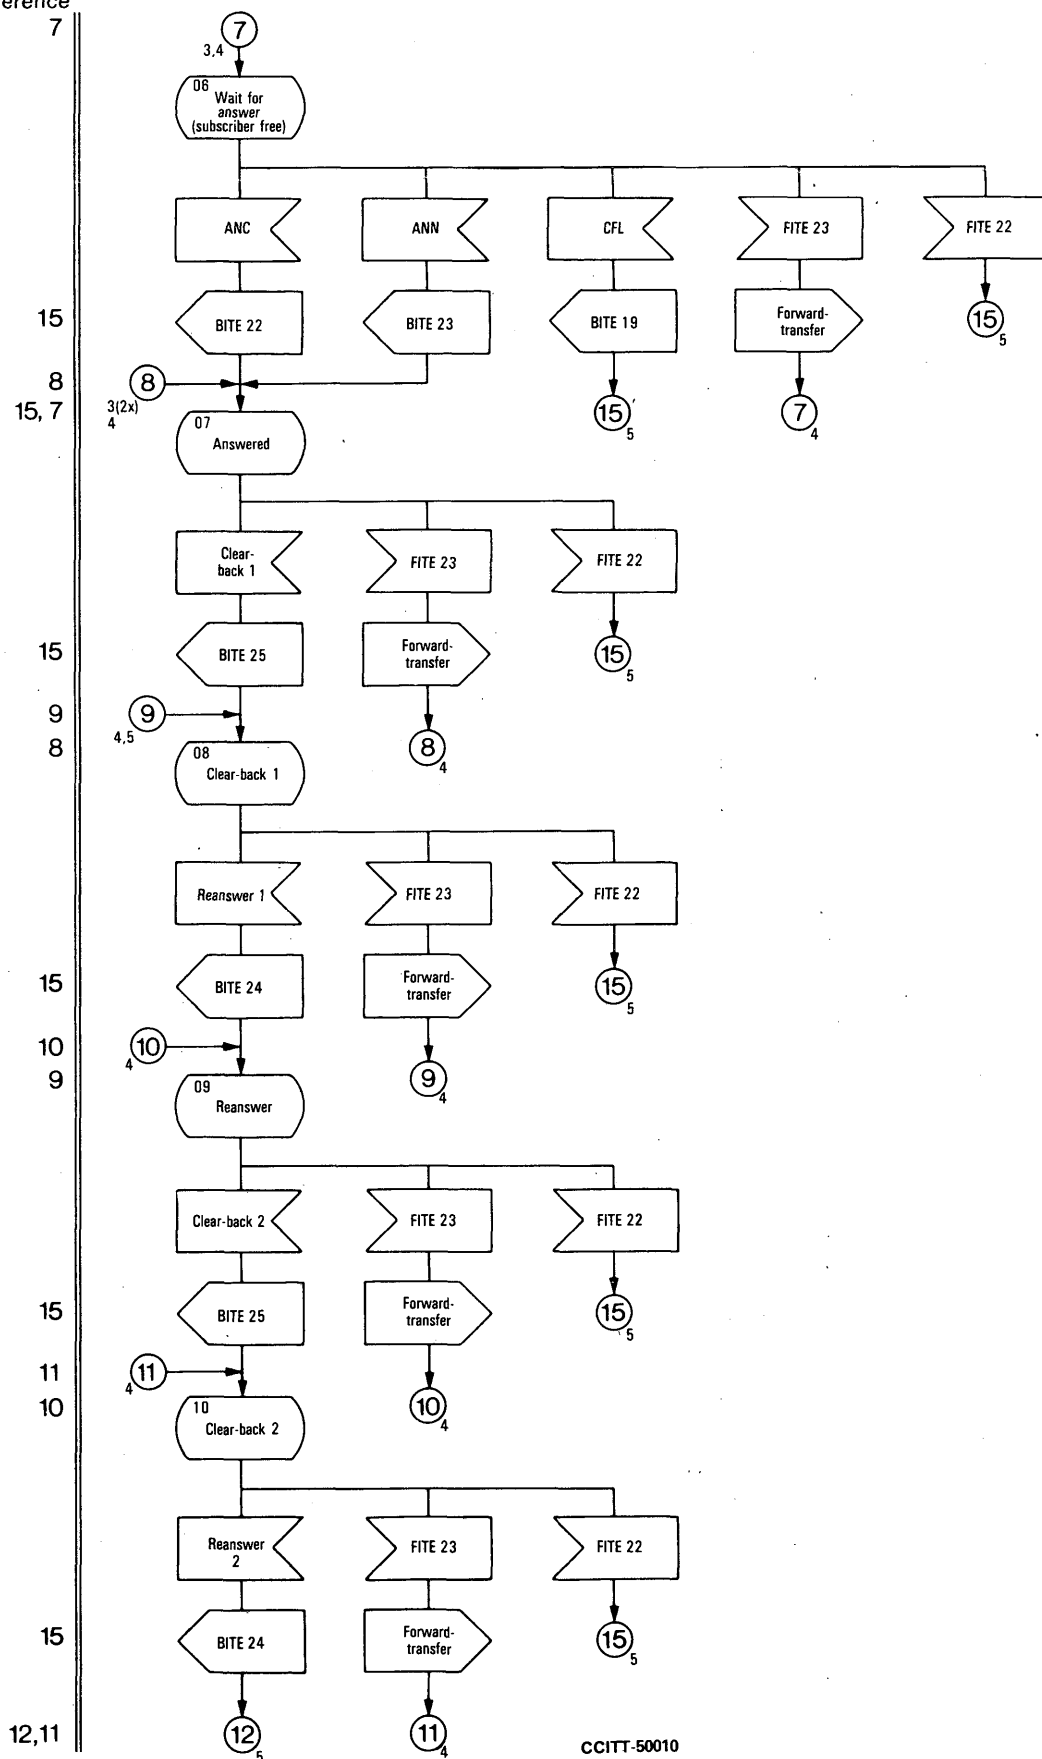 erence
7
7
3,4
06
Wait for
answer
(subscriber free)
ANC
ANN
CFL
FITE 23
FITE 22
15
BITE 22
BITE 23
BITE 19
Forward-
transfer
15
5
8
8
15, 7
3(2x)
4
15
5
7
4
07
Answered
Clear-
back 1
FITE 23
FITE 22
15
BITE 25
Forward-
transfer
15
5
9
9
4,5
8
8
4
08
Clear-back 1
Reanswer 1
FITE 23
FITE 22
15
BITE 24
Forward-
transfer
15
5
10
10
4
9
9
4
09
Reanswer
Clear-back 2
FITE 23
FITE 22
15
BITE 25
Forward-
transfer
15
5
11
11
4
10
10
4
10
Clear-back 2
Reanswer
2
FITE 23
FITE 22
15
BITE 24
Forward-
transfer
15
5
12,11
12
5
11
4
CCITT-50010